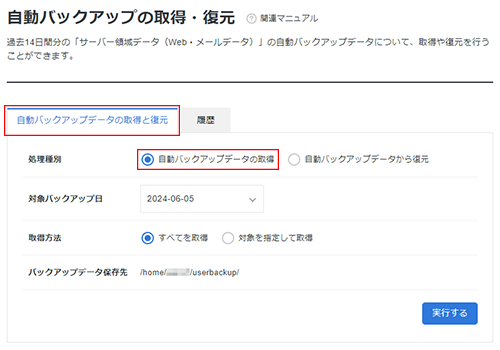 自動バックアップの取得・復元 ? 関連マニュアル
過去14日間分の「サーバー領域データ（Web・メールデータ）」の自動バックアップデータについて、取得や復元を行う
ことができます。
自動バックアップデータの取得と復元 履歴
処理種別 自動バックアップデータの取得 自動バックアップデータから復元
対象バックアップ日 2024-06-05
取得方法 すべてを取得 対象を指定して取得
バックアップデータ保存先 /home/ /userbackup/
実行する